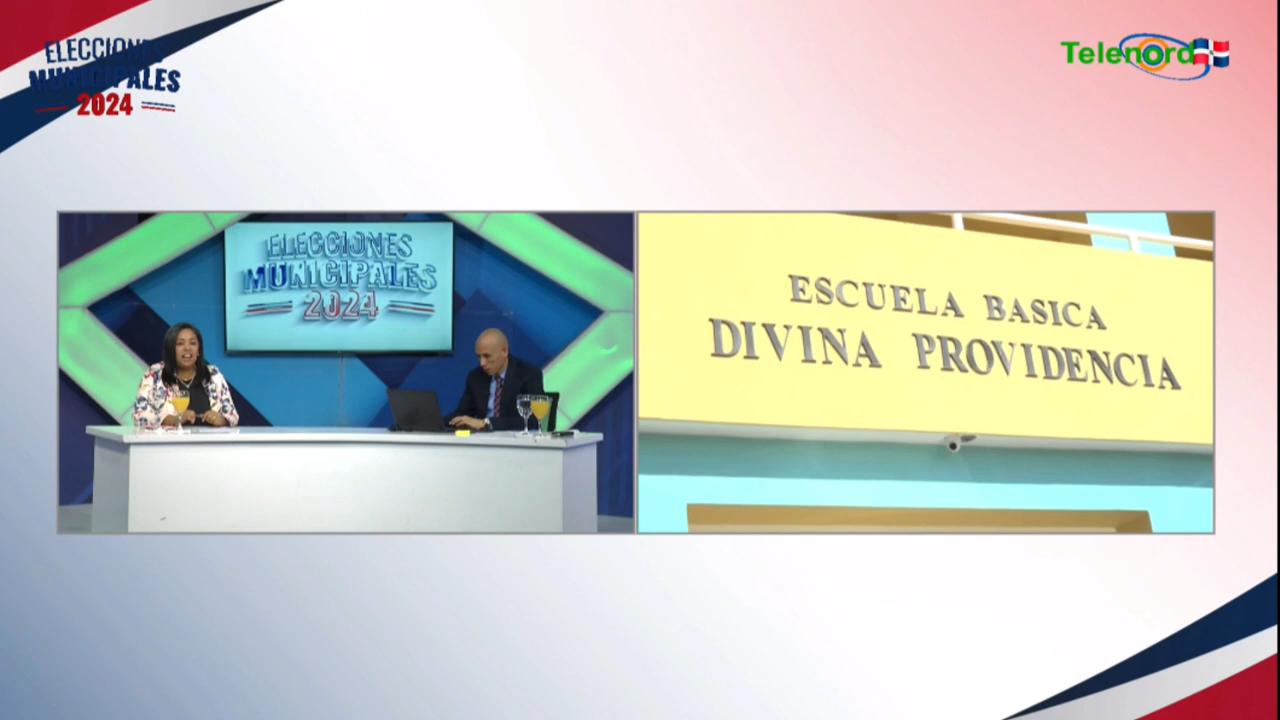 ELECCIONES
MUNICIPALES
2024
Telenord
ELECCIONES
MUNICIPALES
2024
ESCUELA BASICA
DIVINA PROVIDENCIA